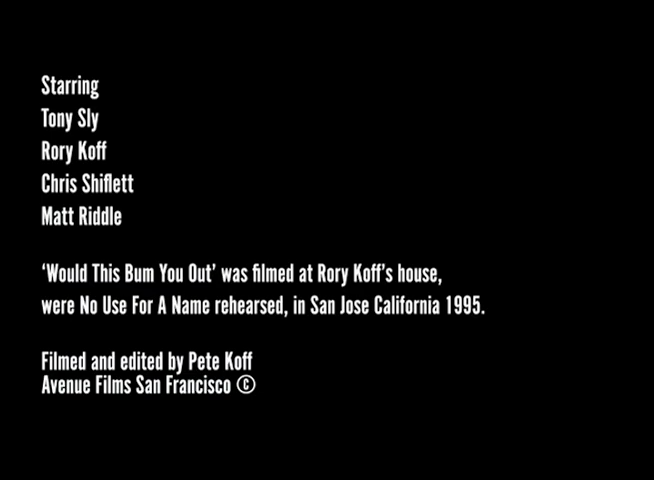 Starring
Tony Sly
Rory Koff
Chris Shiflett
Matt Riddle
‘Would This Bum You Out’ was filmed at Rory Koff’s house,
were No Use For A Name rehearsed, in San Jose California 1995.
Filmed and edited by Pete Koff
Avenue Films San Francisco ©